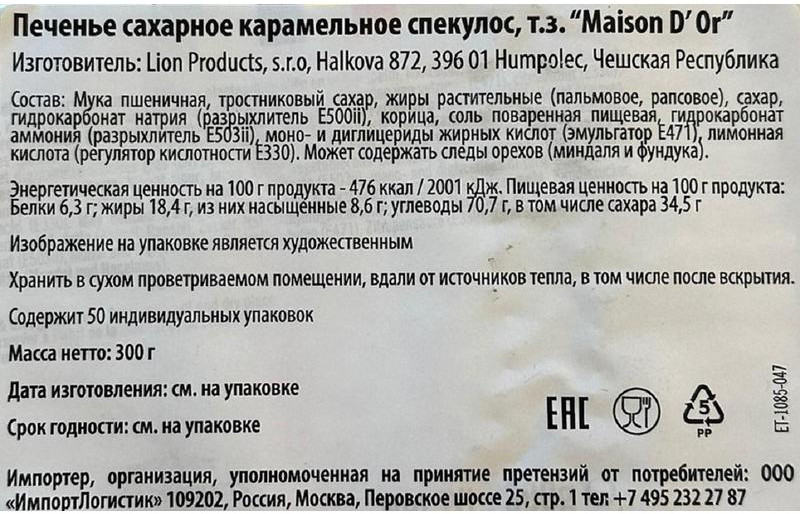 Печенье сахарное карамельное спекулос, т.з. “Maison D’Or”
Изготовитель: Lion Products, s.r.o, Halkova 872, 396 01 Humpolec, Чешская Республика
Состав: Мука пшеничная, тростниковый сахар, жиры растительные (пальмовое, рапсовое), сахар,
гидрокарбонат натрия (разрыхлитель Е500ii), корица, соль поваренная пищевая, гидрокарбонат
аммония (разрыхлитель Е503ii), моно- и диглицериды жирных кислот (эмульгатор Е471), лимонная
кислота (регулятор кислотности Е330). Может содержать следы орехов (миндаля и фундука).
Энергетическая ценность на 100 г продукта - 476 ккал / 2001 кДж. Пищевая ценность на 100 г продукта:
Белки 6,3 г; жиры 18,4 г, из них насыщенные 8,6 г; углеводы 70,7 г, в том числе сахара 34,5 г
Изображение на упаковке является художественным
Хранить в сухом проветриваемом помещении, вдали от источников тепла, в том числе после вскрытия.
Содержит 50 индивидуальных упаковок
Масса нетто: 300 г
Дата изготовления: см. на упаковке
Срок годности: см. на упаковке
ЕАС
5
PP
ET-1085-047
Импортер, организация, уполномоченная на принятие претензий от потребителей: ООО
«ИмпортЛогистик» 109202, Россия, Москва, Перовское шоссе 25, стр. 1 тел +7 495 232 27 87